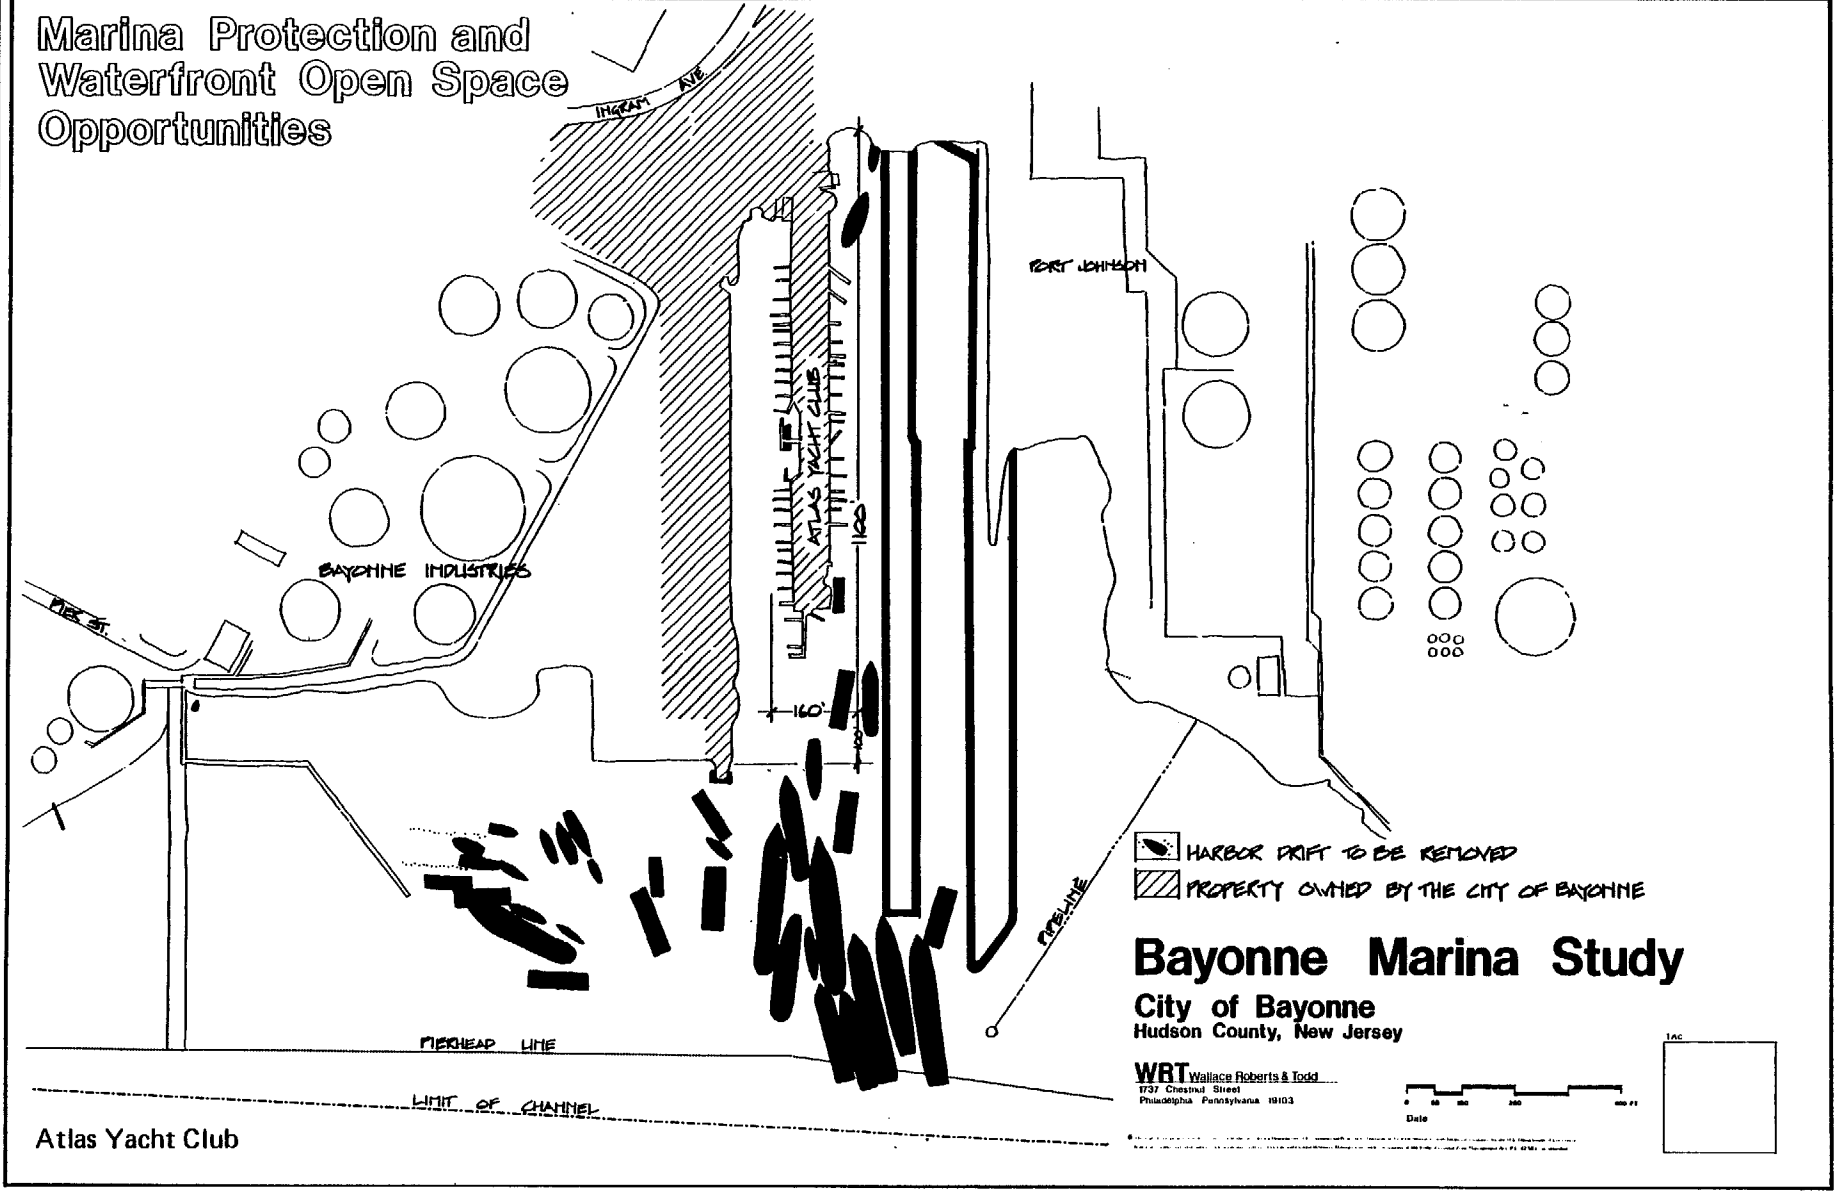 Marina Protection and
Waterfront Open Space
Opportunities
INGRAM AVE.
PORT JOHNSON
ATLAS YACHT CLUB
1100'
BAYONNE INDUSTRIES
PIER ST.
160'
100'
HARBOR DRIFT TO BE REMOVED
PROPERTY OWNED BY THE CITY OF BAYONNE
PIPELINE
Bayonne Marina Study
City of Bayonne
Hudson County, New Jersey
PIERHEAD LINE
WRT Wallace Roberts & Todd
1737 Chestnut Street
Philadelphia Pennsylvania 19103
LIMIT OF CHANNEL
Date
Atlas Yacht Club